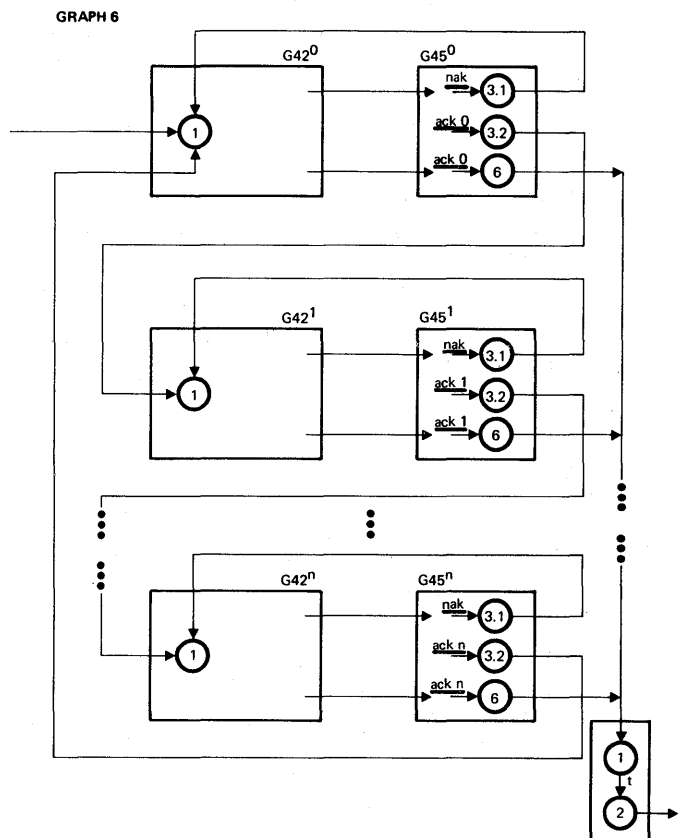 GRAPH 6
G42⁰ G45⁰
nak 3.1
1 ack 0 3.2
ack 0 6
G42¹ G45¹
nak 3.1
1 ack 1 3.2
ack 1 6
G42ⁿ G45ⁿ
nak 3.1
1 ack n 3.2
ack n 6
1
t
2